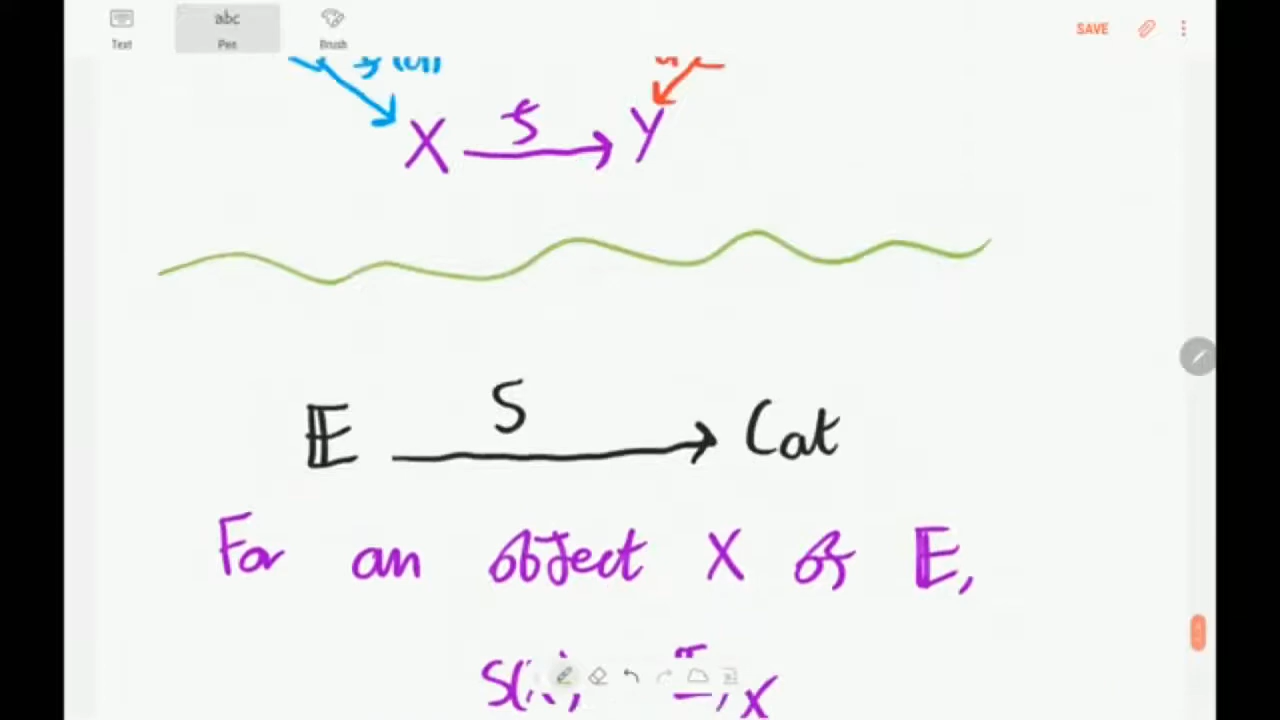 abc
SAVE
Text Pen Brush
X S Y
S
E Cat
For an object X of E,